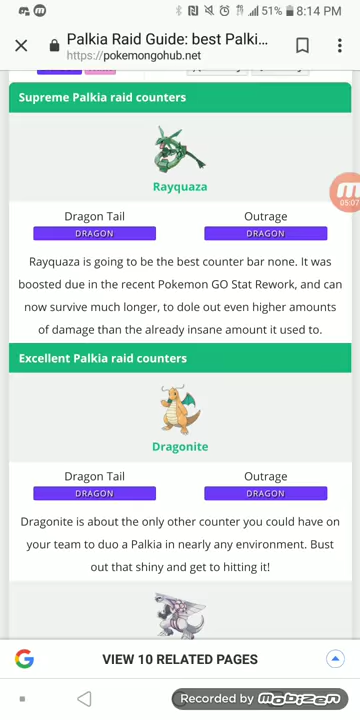 51% 8:14 PM
Palkia Raid Guide: best Palki...
https://pokemongohub.net
Supreme Palkia raid counters
Rayquaza
Dragon Tail
Outrage
DRAGON
DRAGON
05:07
Rayquaza is going to be the best counter bar none. It was
boosted due in the recent Pokemon GO Stat Rework, and can
now survive much longer, to dole out even higher amounts
of damage than the already insane amount it used to.
Excellent Palkia raid counters
Dragonite
Dragon Tail
Outrage
DRAGON
DRAGON
Dragonite is about the only other counter you could have on
your team to duo a Palkia in nearly any environment. Bust
out that shiny and get to hitting it!
VIEW 10 RELATED PAGES
Recorded by mobizen